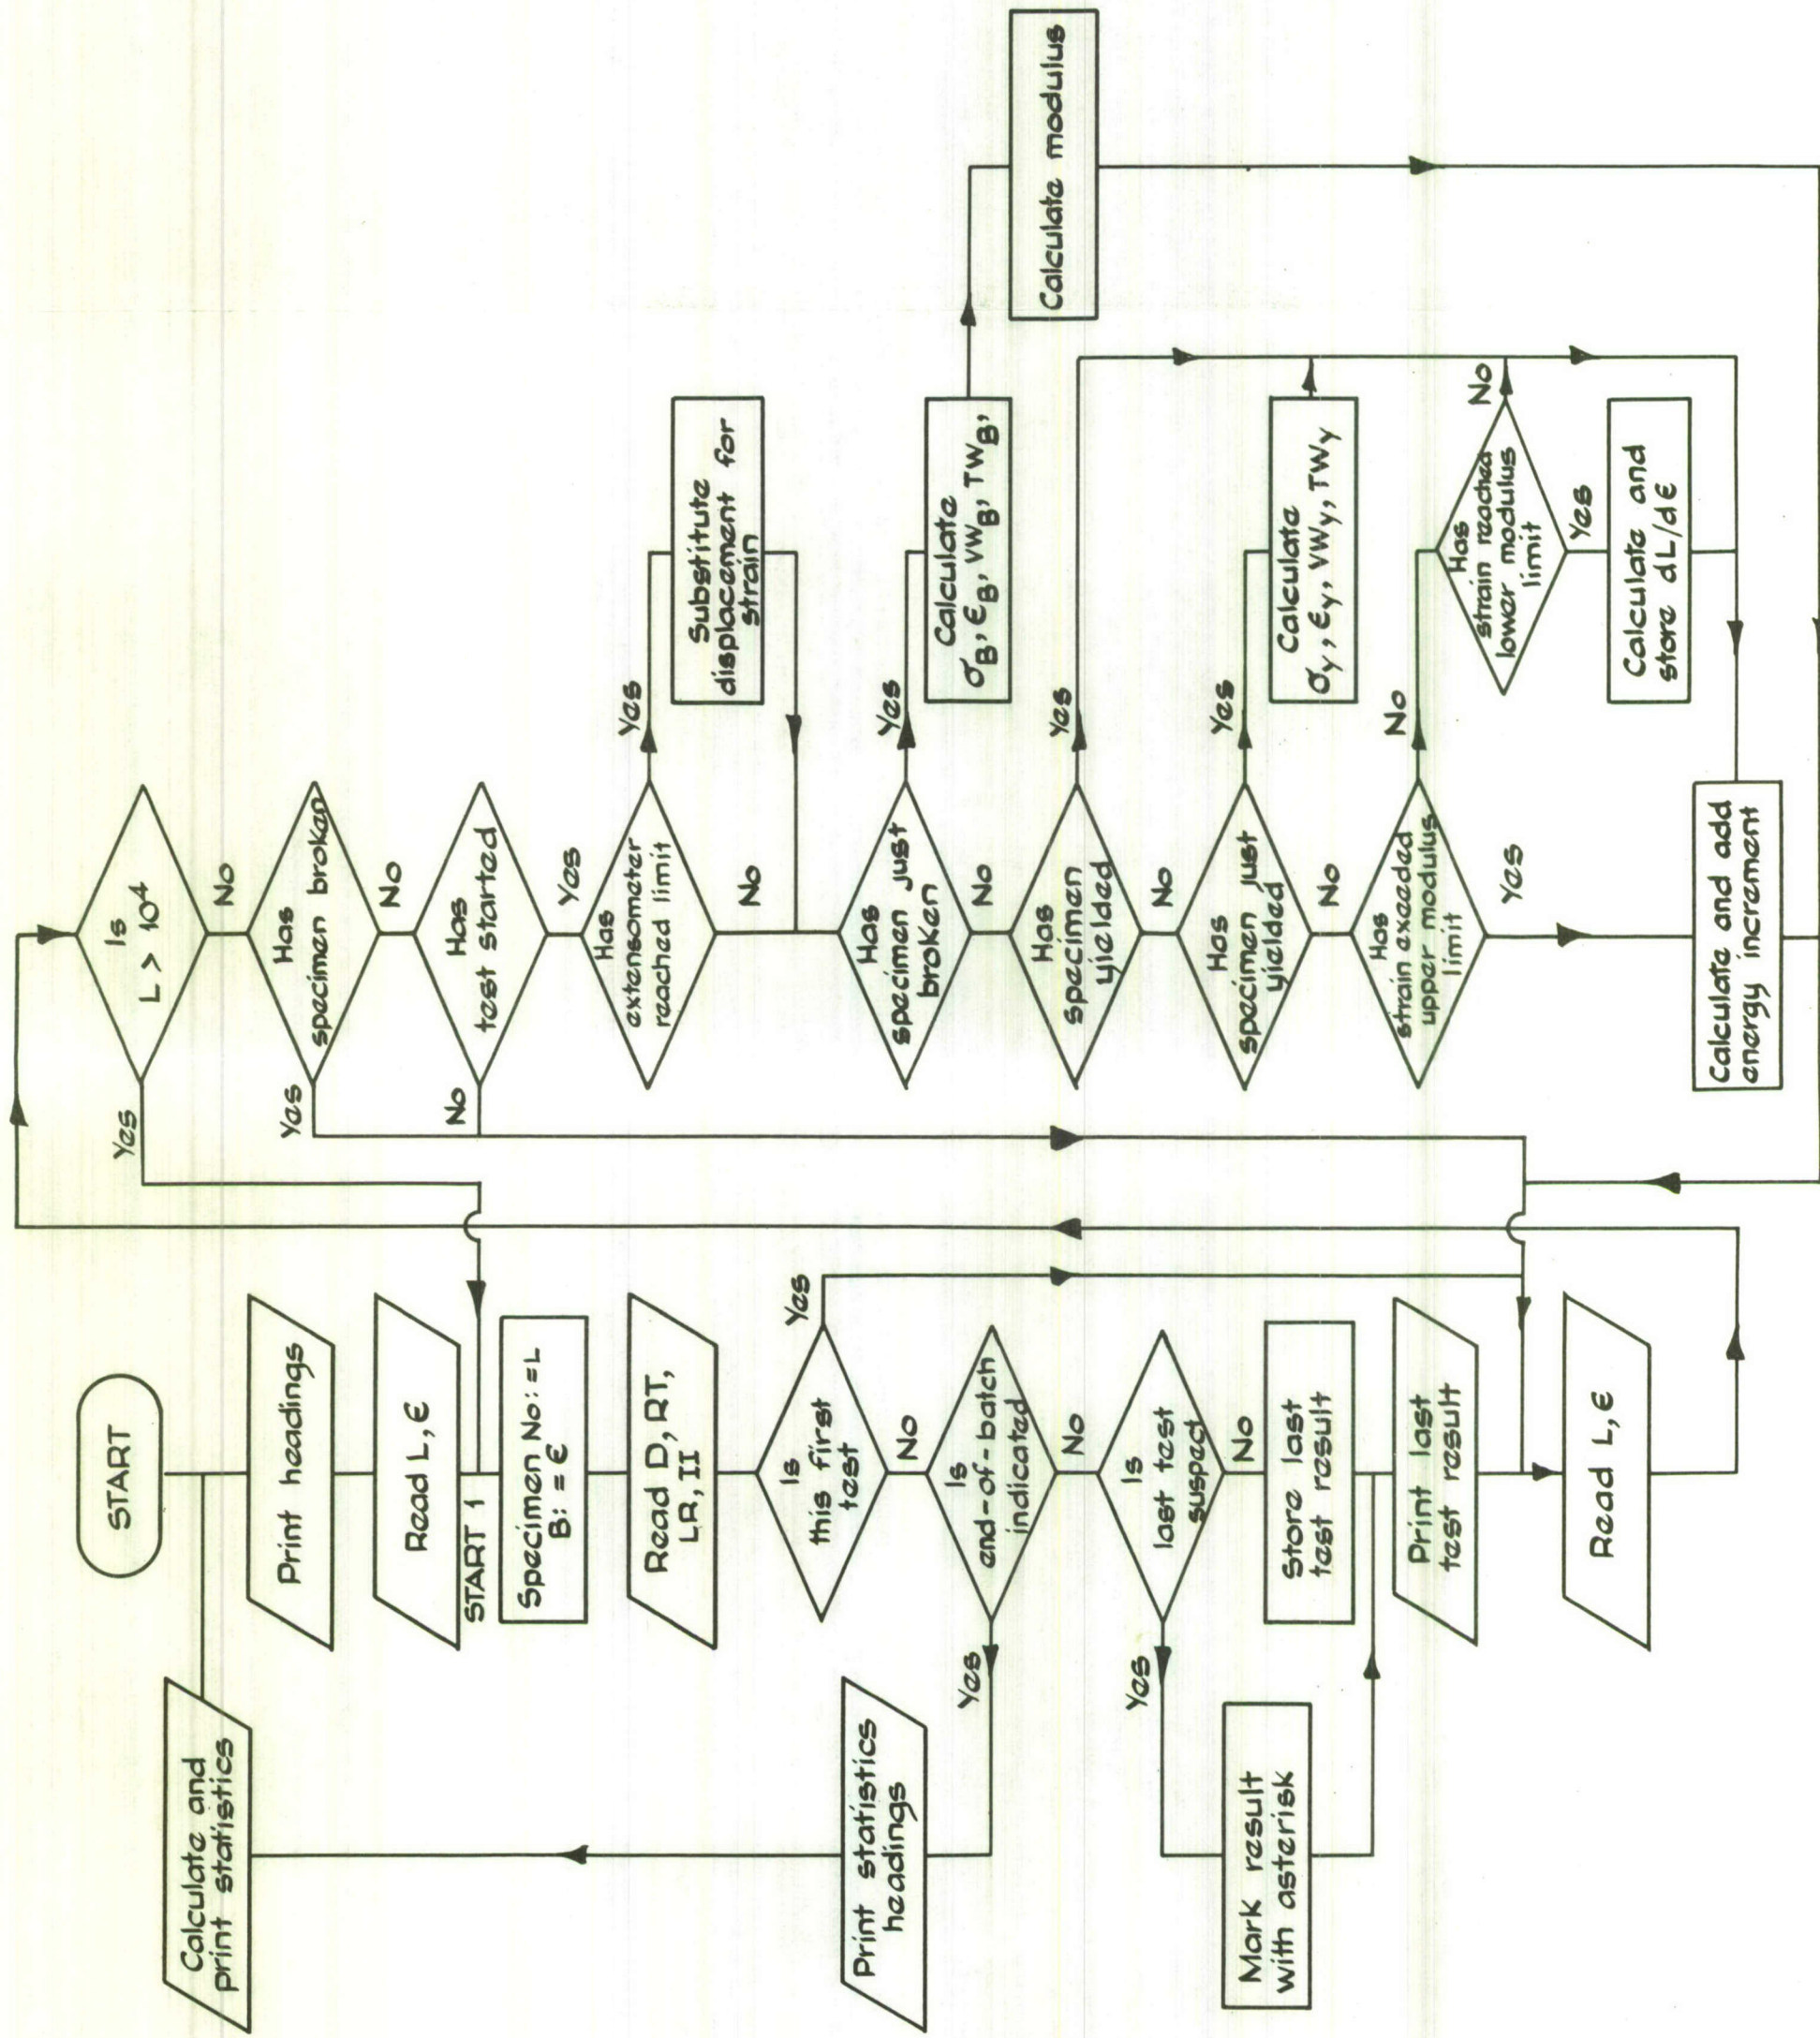 START
Print headings
Read L, ϵ
START 1
Specimen No:=L
B:=ϵ
Read D, RT,
LR, II
Is
this first
test
Yes
No
Is
end-of-batch
indicated
Yes
No
Is
last test
suspect
Yes
No
Store last
test result
Print last
test result
Read L, ϵ
Calculate and
print statistics
Print statistics
headings
Mark result
with asterisk
Is
L > 10⁴
Yes
No
Has
specimen broken
Yes
No
Has
test started
No
Yes
Has
extensometer
reached limit
Yes
No
Substitute
displacement for
strain
Has
specimen just
broken
Yes
No
Calculate
σB, ϵB, VWB, TWB,
Calculate modulus
Has
specimen
yielded
Yes
No
Has
specimen just
yielded
Yes
No
Calculate
σY, ϵY, VWY, TWY
Has
strain exeeded
upper modulus
limit
No
Yes
Has
strain reached
lower modulus
limit
No
Yes
Calculate and
store dL/dϵ
Calculate and add
energy increment